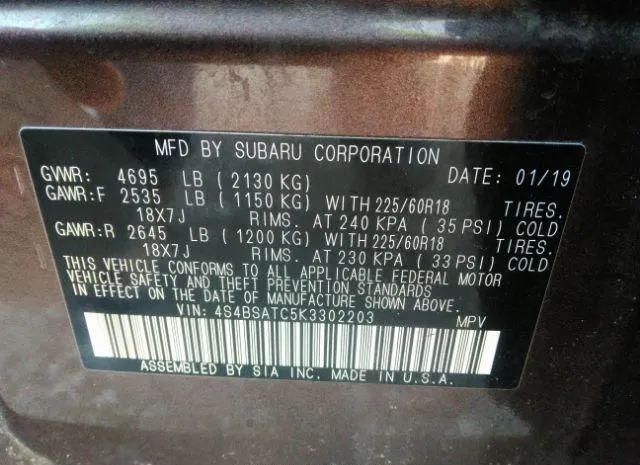 MFD BY SUBARU CORPORATION
GVWR: 4695 LB ( 2130 KG) DATE: 01/19
GAWR:F 2535 LB ( 1150 KG) WITH 225/60R18 TIRES.
18X7J RIMS. AT 240 KPA ( 35 PSI) COLD
GAWR:R 2645 LB ( 1200 KG) WITH 225/60R18 TIRES.
18X7J RIMS. AT 230 KPA ( 33 PSI) COLD
THIS VEHICLE CONFORMS TO ALL APPLICABLE FEDERAL MOTOR
VEHICLE SAFETY AND THEFT PREVENTION STANDARDS
IN EFFECT ON THE DATE OF MANUFACTURE SHOWN ABOVE.
VIN: 4S4BSATC5K3302203 MPV
ASSEMBLED BY SIA INC. MADE IN U.S.A.